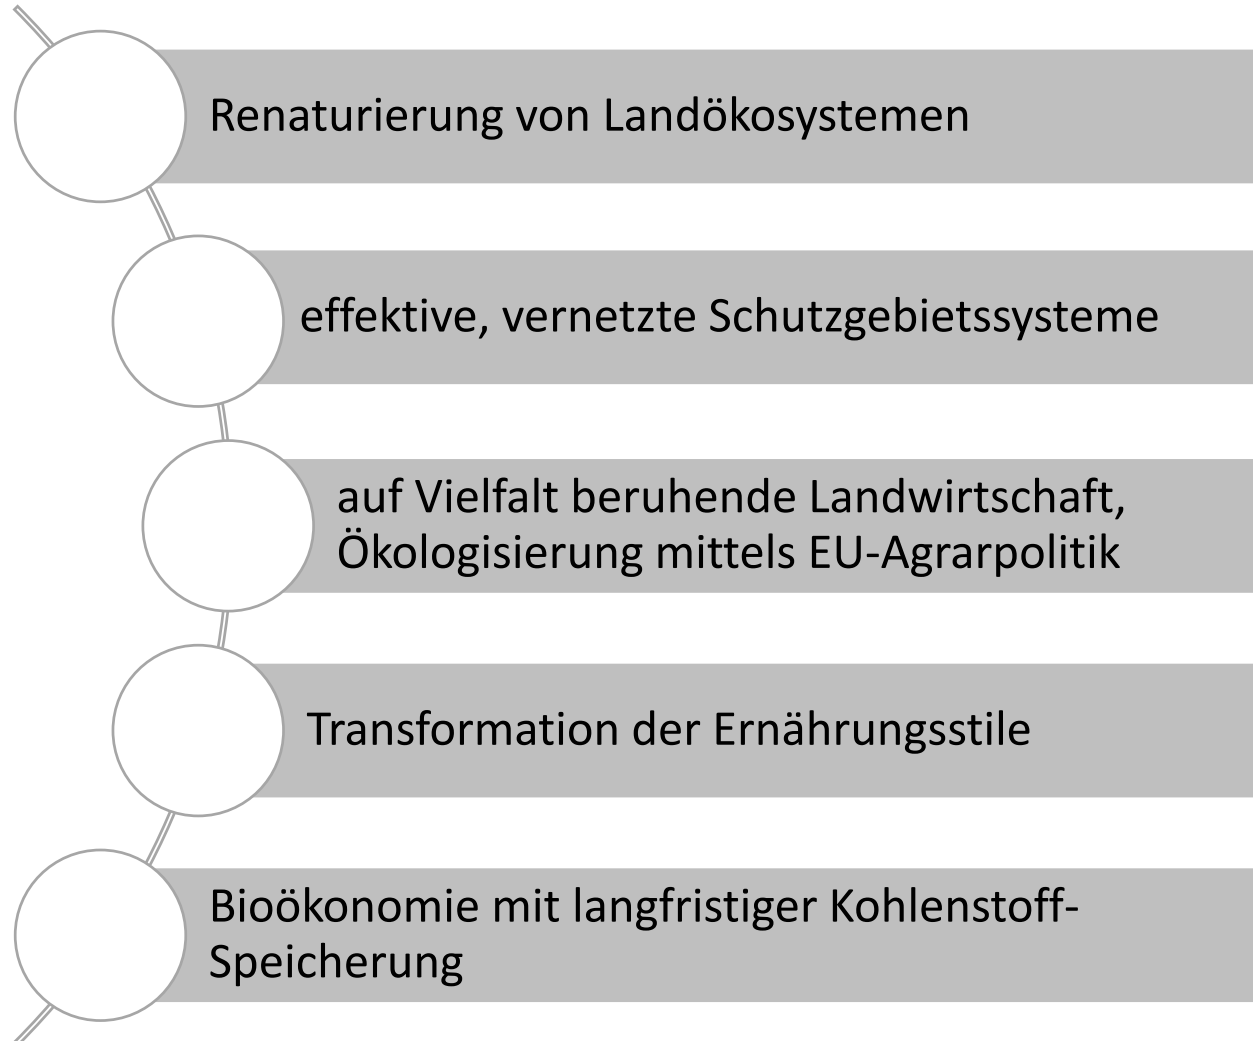 Renaturierung von Landökosystemen
effektive, vernetzte Schutzgebietssysteme
auf Vielfalt beruhende Landwirtschaft,
Ökologisierung mittels EU-Agrarpolitik
Transformation der Ernährungsstile
Bioökonomie mit langfristiger Kohlenstoff-
Speicherung